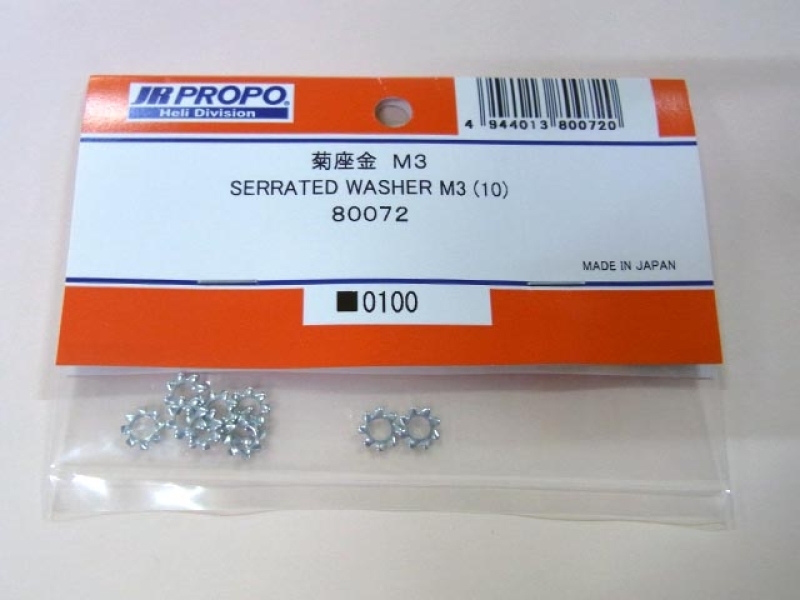 JR PROPO®
Heli Division
4 944013 800720
菊座金 M3
SERRATED WASHER M3 (10)
80072
MADE IN JAPAN
■0100